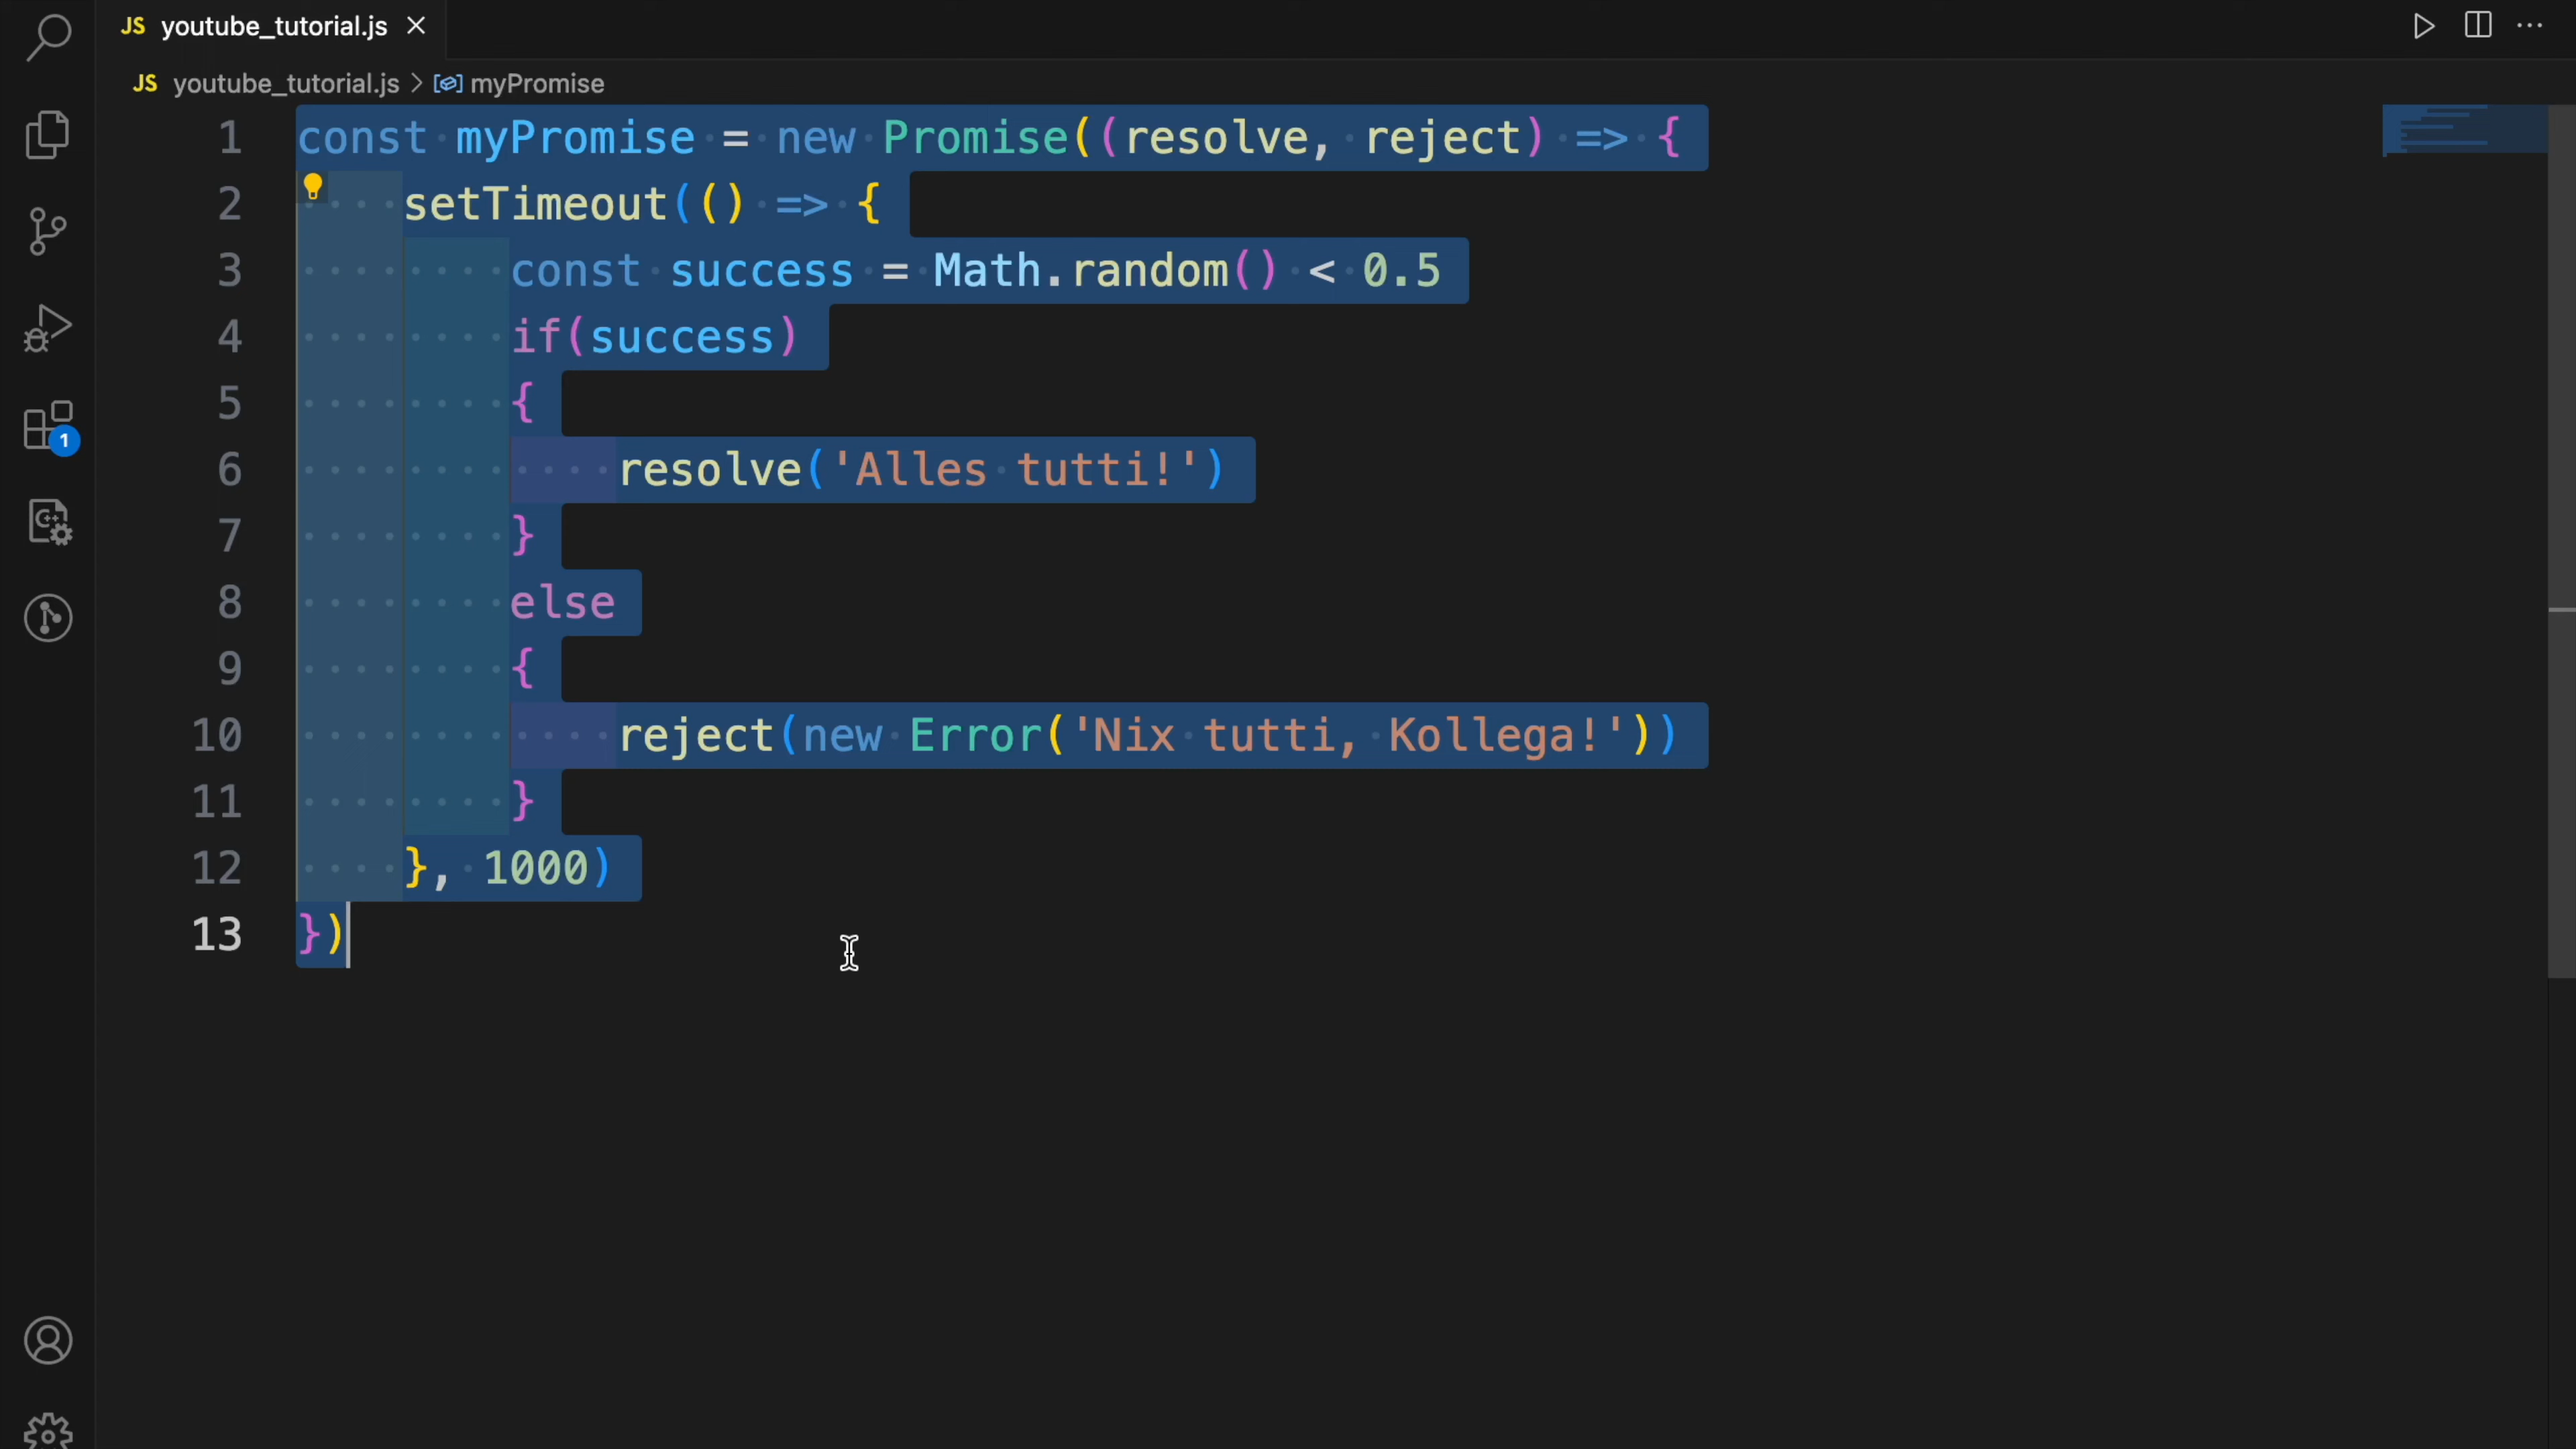 JS youtube_tutorial.js
JS youtube_tutorial.js > myPromise
1 const myPromise = new Promise((resolve, reject) => {
2 setTimeout(() => {
3 const success = Math.random() < 0.5
4 if(success)
5 {
6 resolve('Alles tutti!')
7 }
8 else
9 {
10 reject(new Error('Nix tutti, Kollega!'))
11 }
12 }, 1000)
13 })
1
C++